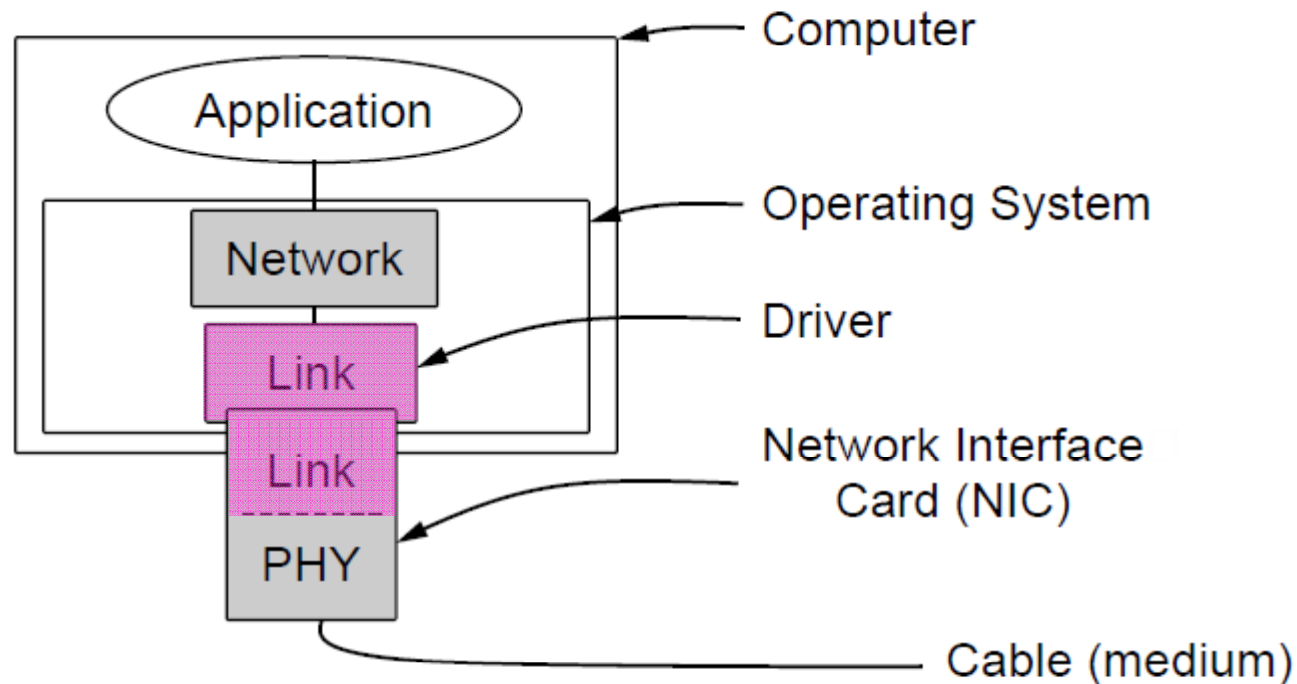 Computer
Application
Operating System
Network
Driver
Link
Network Interface
Card (NIC)
Link
PHY
Cable (medium)